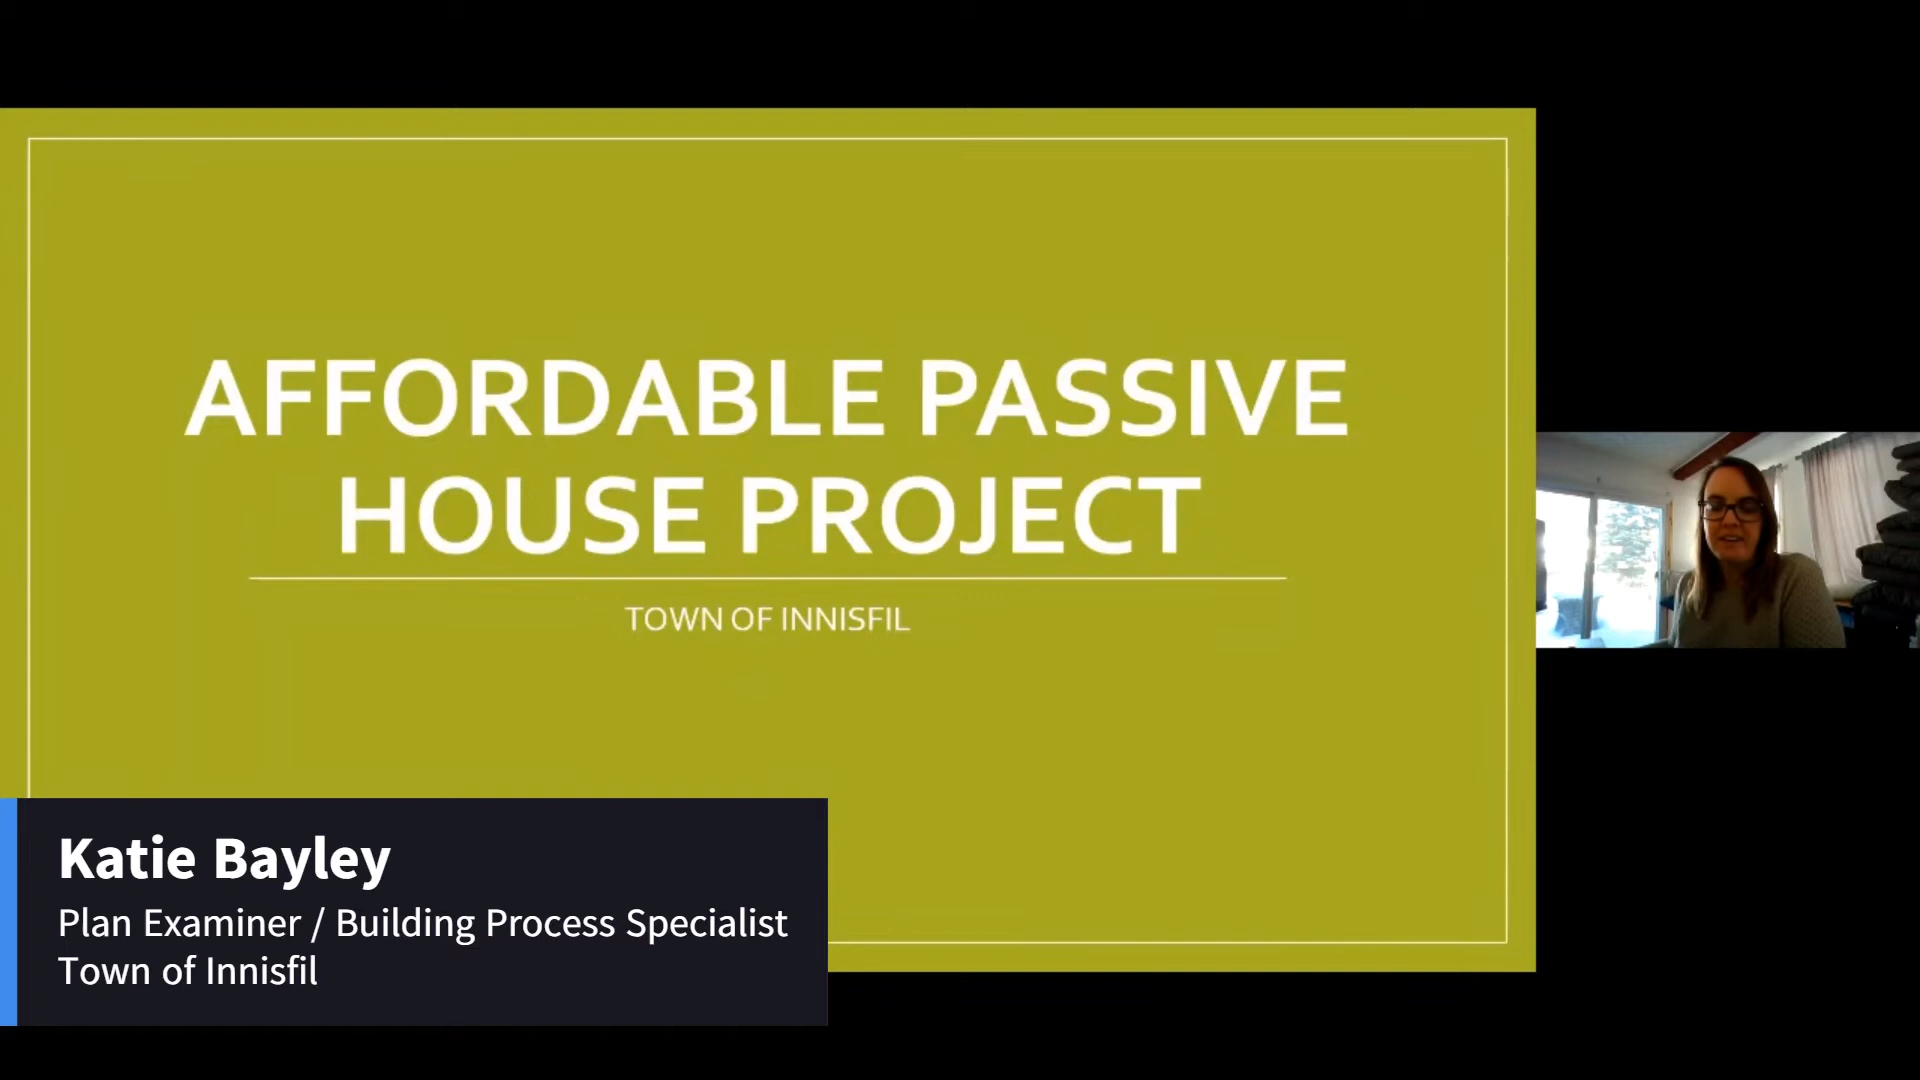 AFFORDABLE PASSIVE
HOUSE PROJECT
TOWN OF INNISFIL
Katie Bayley
Plan Examiner / Building Process Specialist
Town of Innisfil